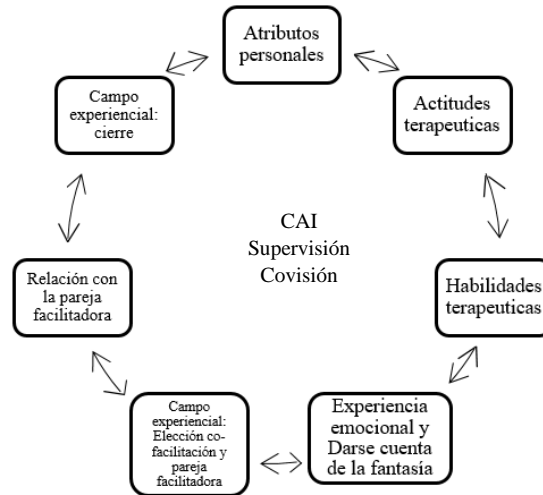 Atributos
personales
Actitudes
terapeuticas
Habilidades
terapeuticas
Experiencia
emocional y
Darse cuenta
de la fantasía
Campo
experiencial:
Elección co-
facilitación y
pareja
facilitadora
Relación con
la pareja
facilitadora
Campo
experiencial:
cierre
CAI
Supervisión
Covisión